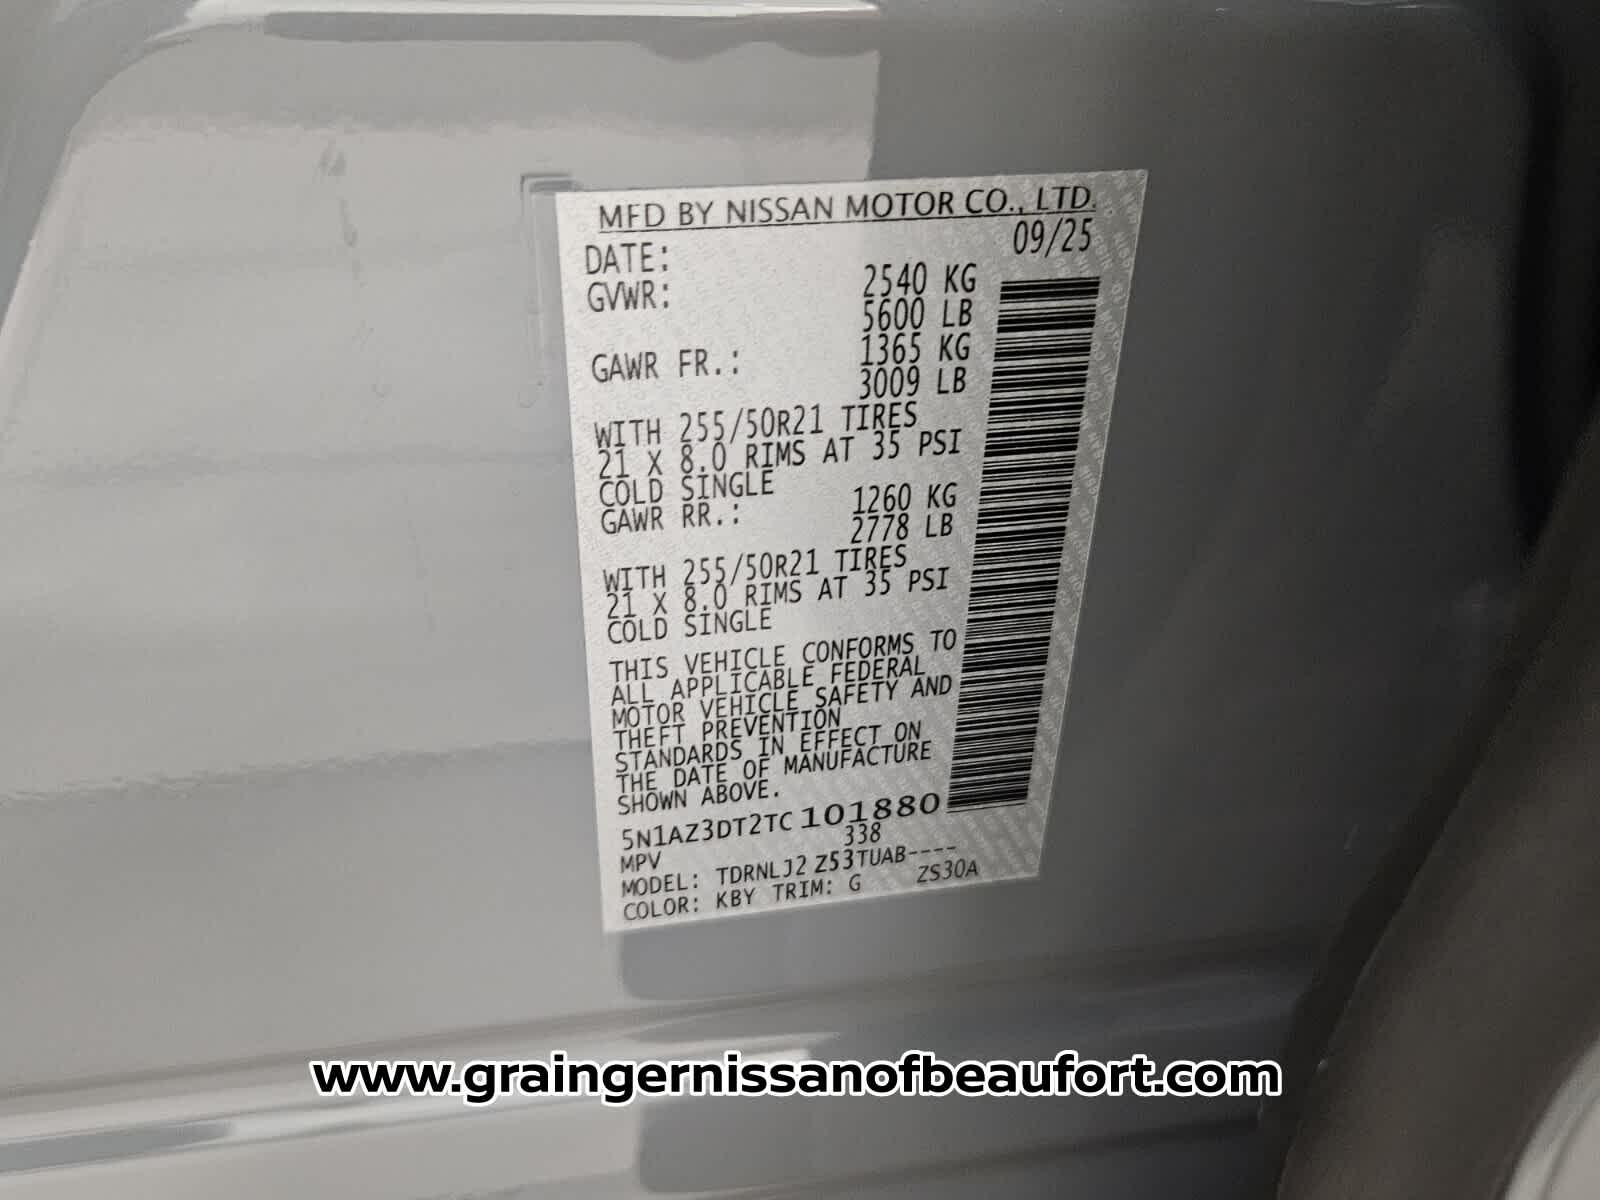 MFD BY NISSAN MOTOR CO., LTD.
DATE: 09/25
GVWR: 2540 KG
5600 LB
GAWR FR.: 1365 KG
3009 LB
WITH 255/50R21 TIRES
21 X 8.0 RIMS AT 35 PSI
COLD SINGLE
GAWR RR.: 1260 KG
2778 LB
WITH 255/50R21 TIRES
21 X 8.0 RIMS AT 35 PSI
COLD SINGLE
THIS VEHICLE CONFORMS TO
ALL APPLICABLE FEDERAL
MOTOR VEHICLE SAFETY AND
THEFT PREVENTION
STANDARDS IN EFFECT ON
THE DATE OF MANUFACTURE
SHOWN ABOVE.
5N1AZ3DT2TC101880
MPV 338
MODEL: TDRNLJ2 Z53TUAB----
COLOR: KBY TRIM: G ZS30A
www.graingernissanofbeaufort.com